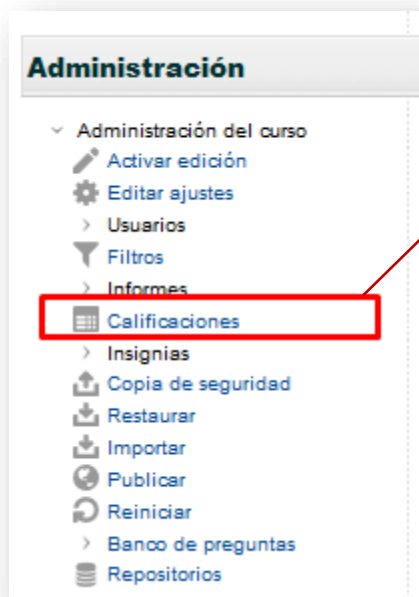 Administración
Administración del curso
Activar edición
Editar ajustes
Usuarios
Filtros
Informes
Calificaciones
Insignias
Copia de seguridad
Restaurar
Importar
Publicar
Reiniciar
Banco de preguntas
Repositorios